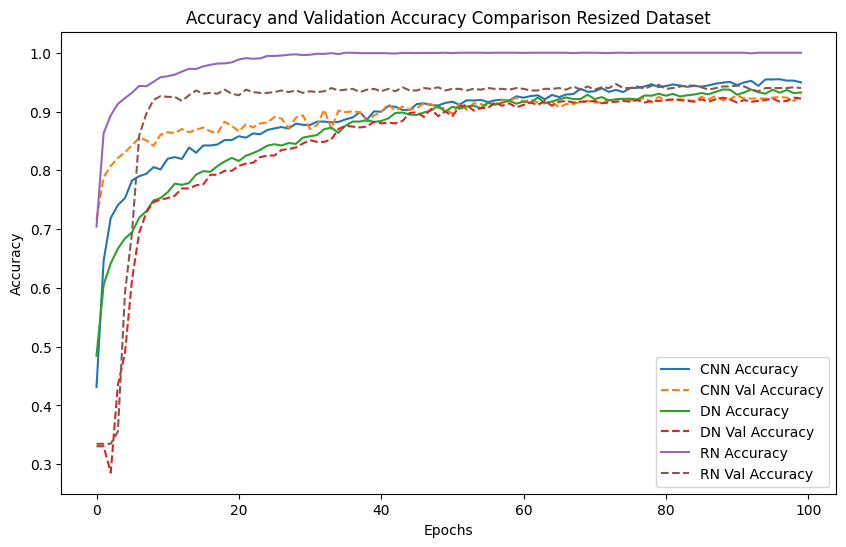 Accuracy and Validation Accuracy Comparison Resized Dataset
1.0
0.9
0.8
0.7
0.6
0.5
0.4
0.3
Accuracy
0 20 40 60 80 100
Epochs
CNN Accuracy
CNN Val Accuracy
DN Accuracy
DN Val Accuracy
RN Accuracy
RN Val Accuracy